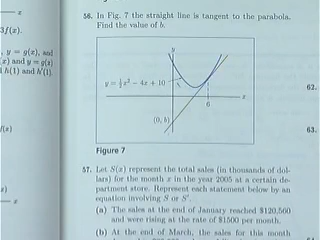 56. In Fig. 7 the straight line is tangent to the parabola.
Find the value of b.
3f(x).
, y = g(x), and
(x) and y = g(x)
d h(1) and h′(1).
y
y = ½x² − 4x + 10
x
6
(0, b)
Figure 7
62.
63.
f(x)
57. Let S(x) represent the total sales (in thousands of dol-
lars) for the month x in the year 2005 at a certain de-
partment store. Represent each statement below by an
equation involving S or S′.
(a) The sales at the end of January reached $120,560
and were rising at the rate of $1500 per month.
(b) At the end of March, the sales for this month